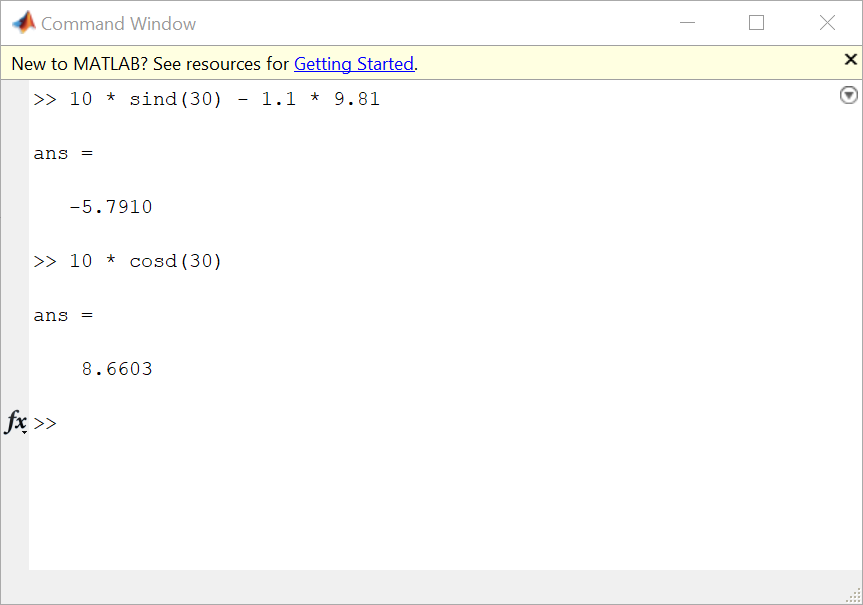 Command Window
New to MATLAB? See resources for Getting Started.
>> 10 * sind(30) - 1.1 * 9.81
ans =
-5.7910
>> 10 * cosd(30)
ans =
8.6603
fx >>